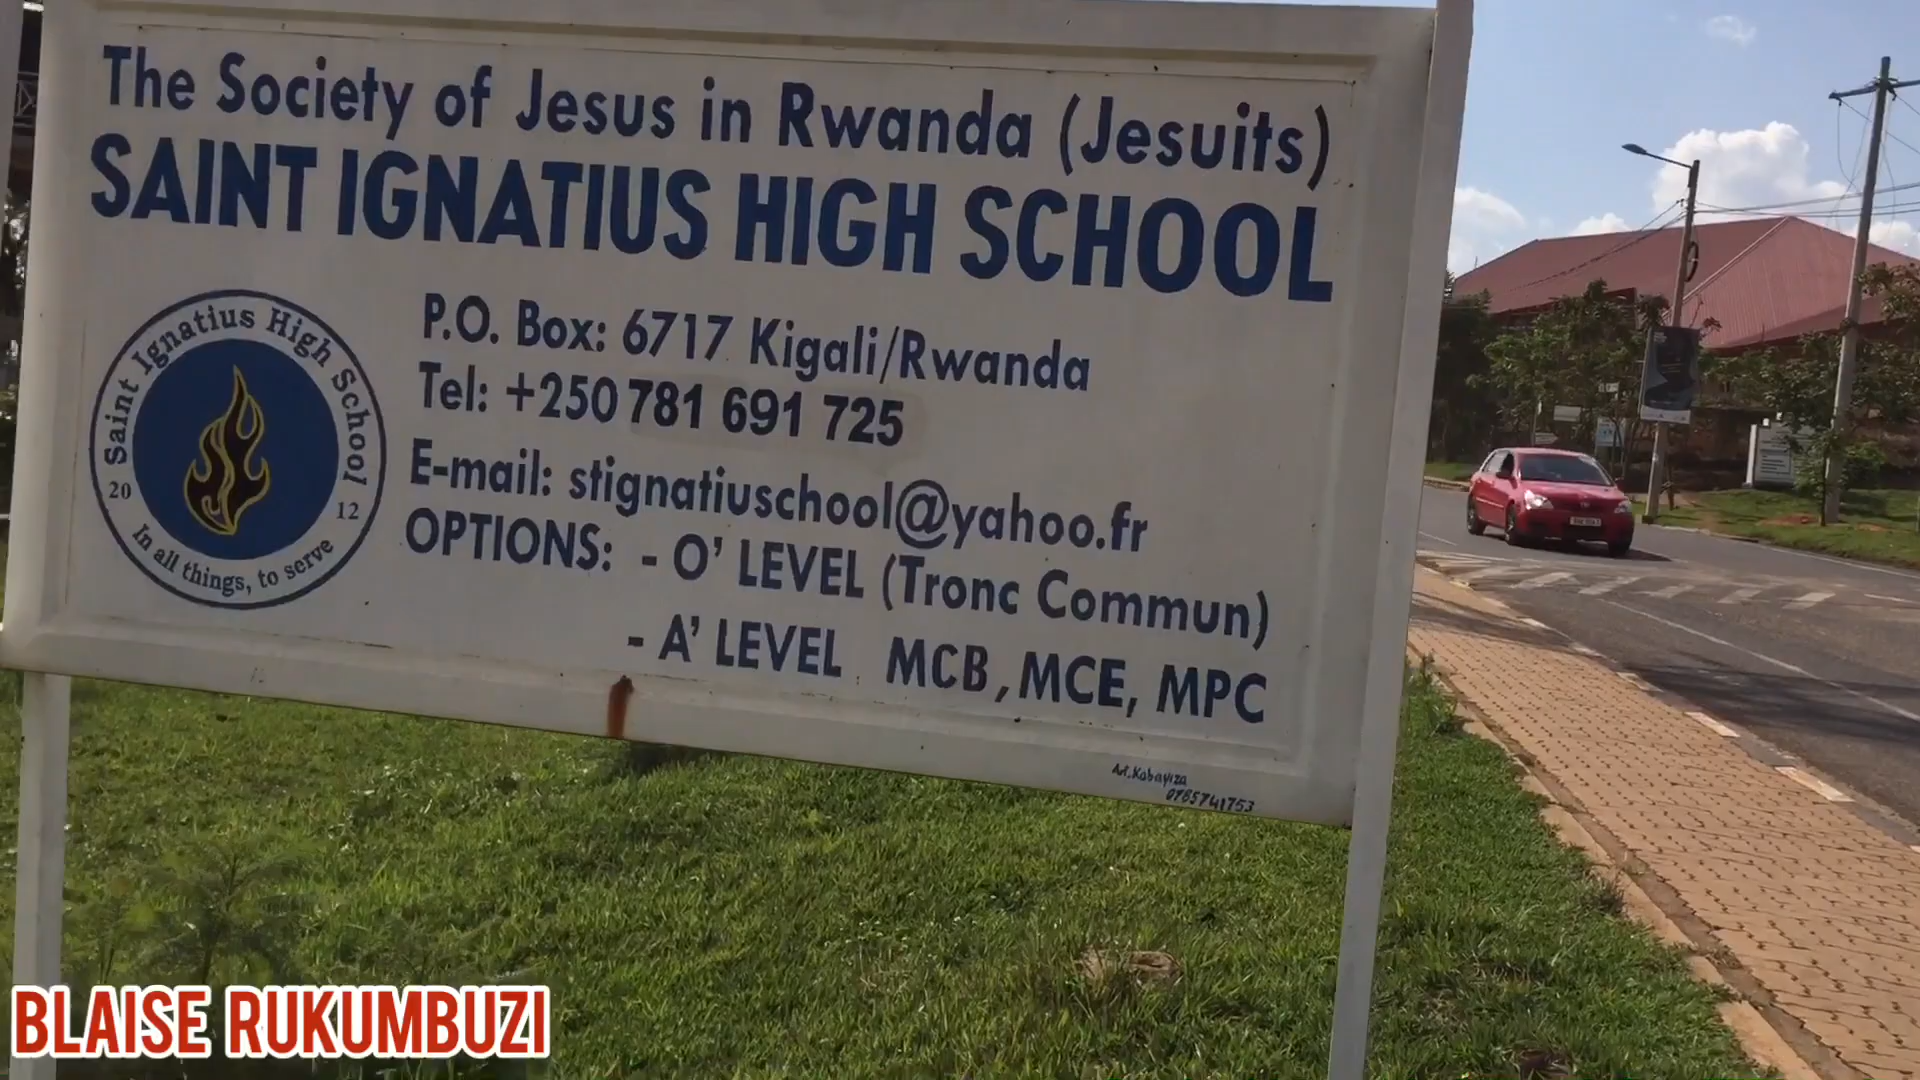 The Society of Jesus in Rwanda (Jesuits)
SAINT IGNATIUS HIGH SCHOOL
Saint Ignatius High School
20 12
In all things, to serve
P.O. Box: 6717 Kigali/Rwanda
Tel: +250 781 691 725
E-mail: stignatiuschool@yahoo.fr
OPTIONS: - O' LEVEL (Tronc Commun)
- A' LEVEL MCB, MCE, MPC
Art.Kabayiza
0785741753
BLAISE RUKUMBUZI